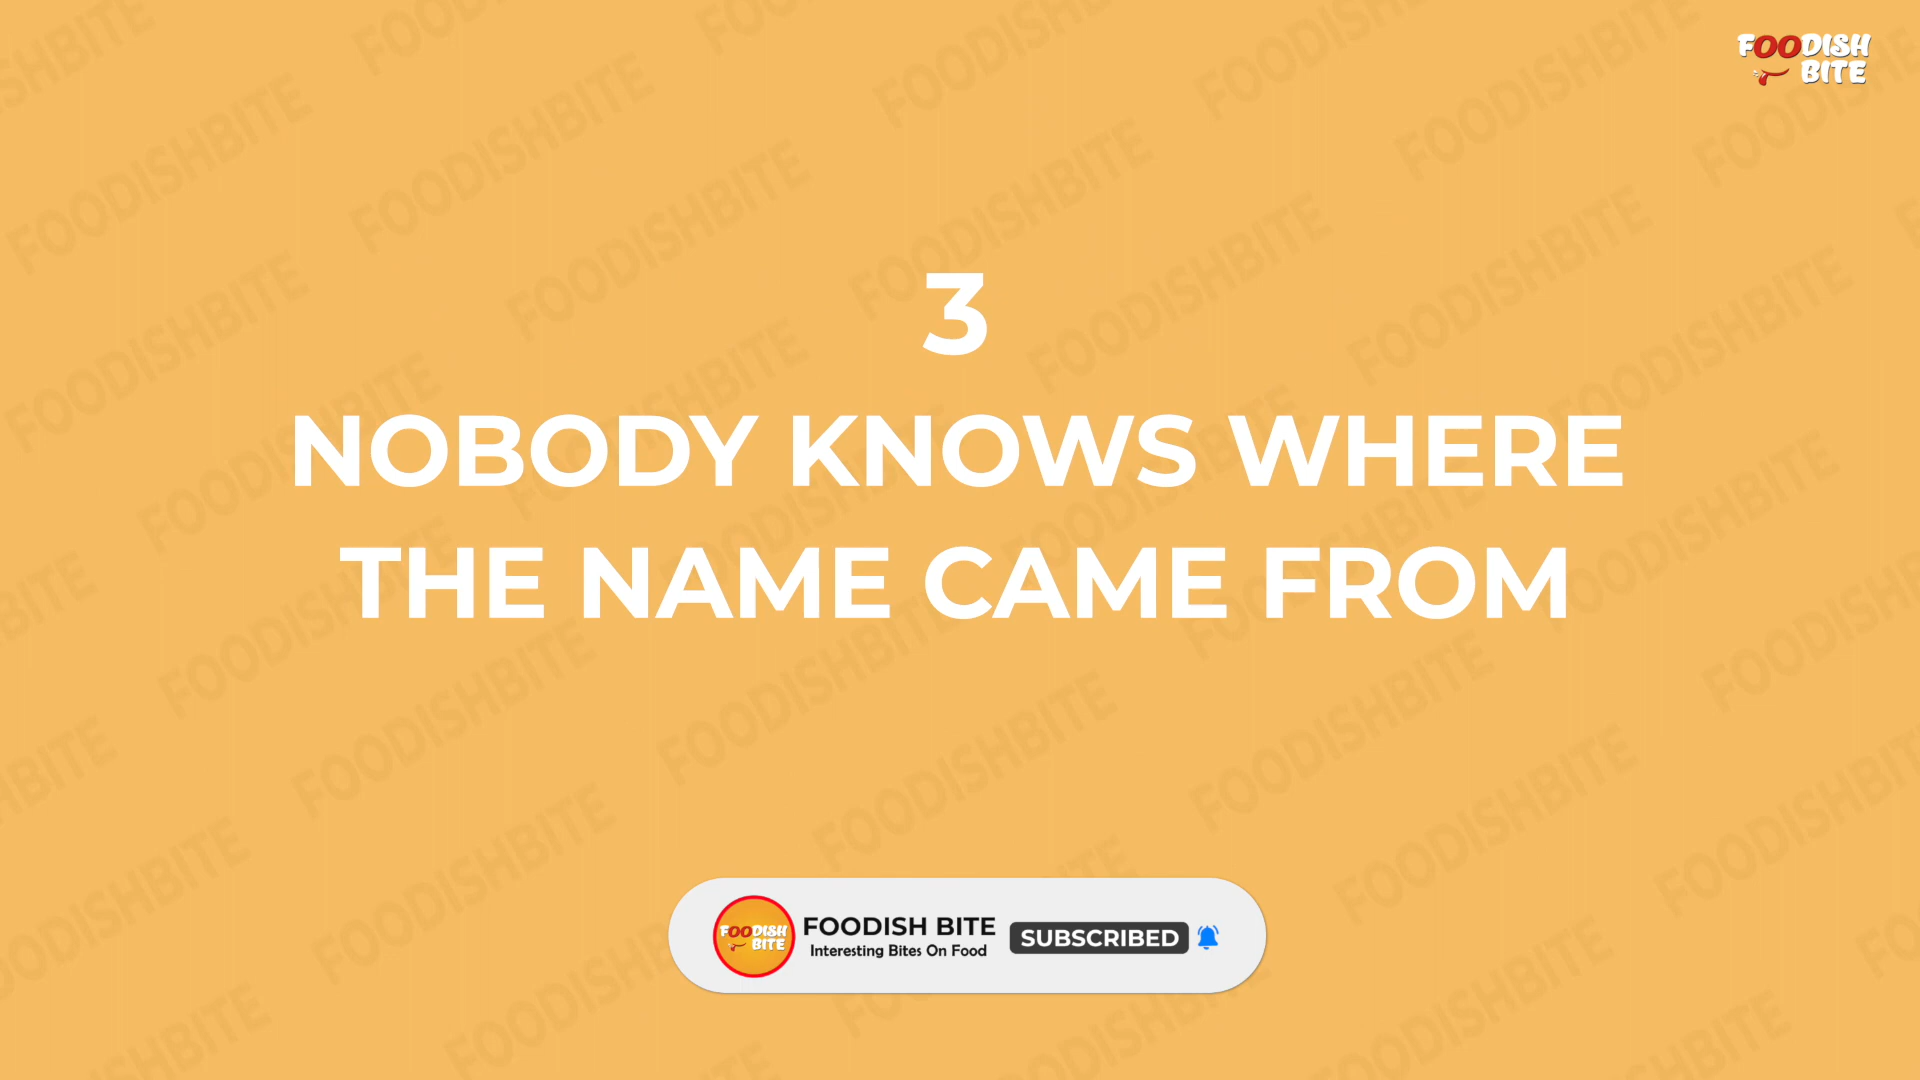 FOODISH
BITE
3
NOBODY KNOWS WHERE
THE NAME CAME FROM
FOODISH BITE
FOODISH BITE
Interesting Bites On Food
SUBSCRIBED
FOODISHBITE